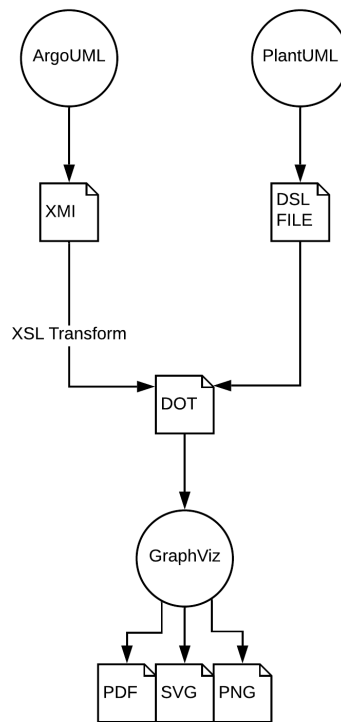 ArgoUML
PlantUML
XMI
DSL
FILE
XSL Transform
DOT
GraphViz
PDF
SVG
PNG